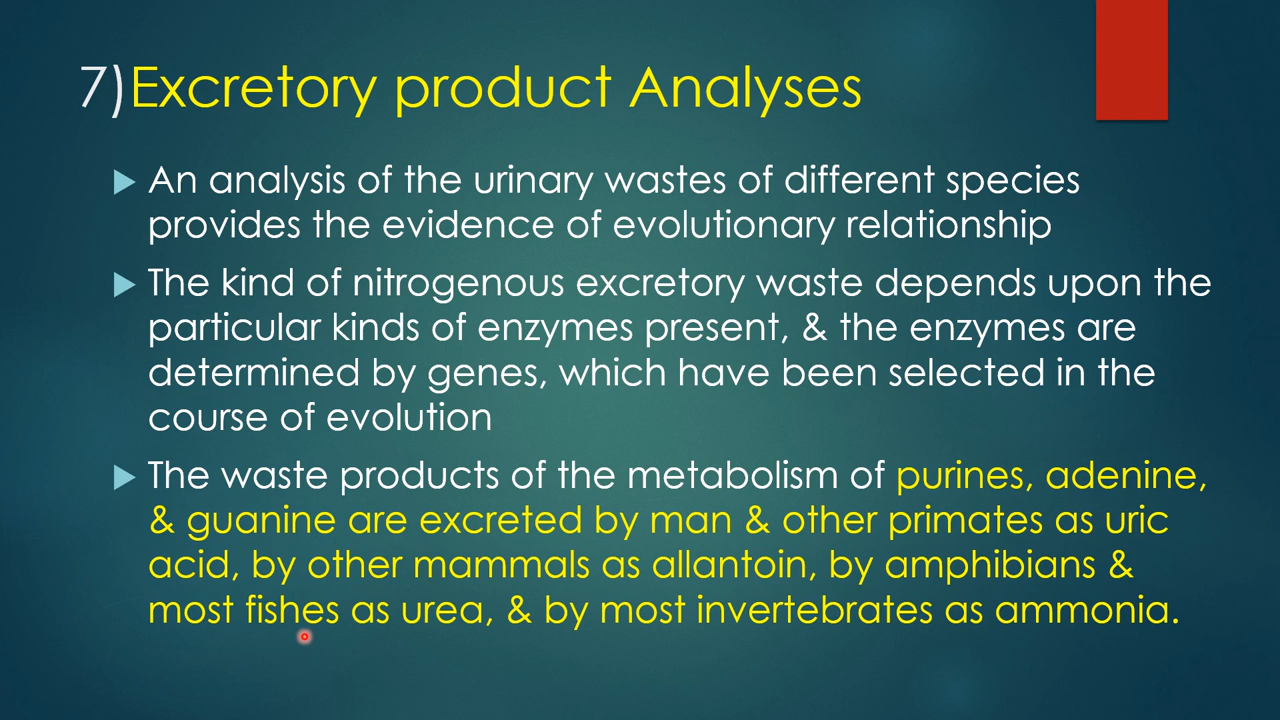 7)Excretory product Analyses
An analysis of the urinary wastes of different species
provides the evidence of evolutionary relationship
The kind of nitrogenous excretory waste depends upon the
particular kinds of enzymes present, & the enzymes are
determined by genes, which have been selected in the
course of evolution
The waste products of the metabolism of purines, adenine,
& guanine are excreted by man & other primates as uric
acid, by other mammals as allantoin, by amphibians &
most fishes as urea, & by most invertebrates as ammonia.